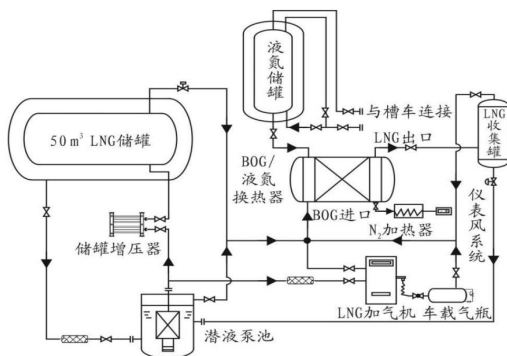 液氮
储罐
50m³ LNG储罐
与槽车连接
LNG出口
LNG
收集
罐
BOG/
液氮
换热器
BOG进口
N₂加热器
仪表风系统
储罐增压器
潜液泵池
LNG加气机
车载气瓶